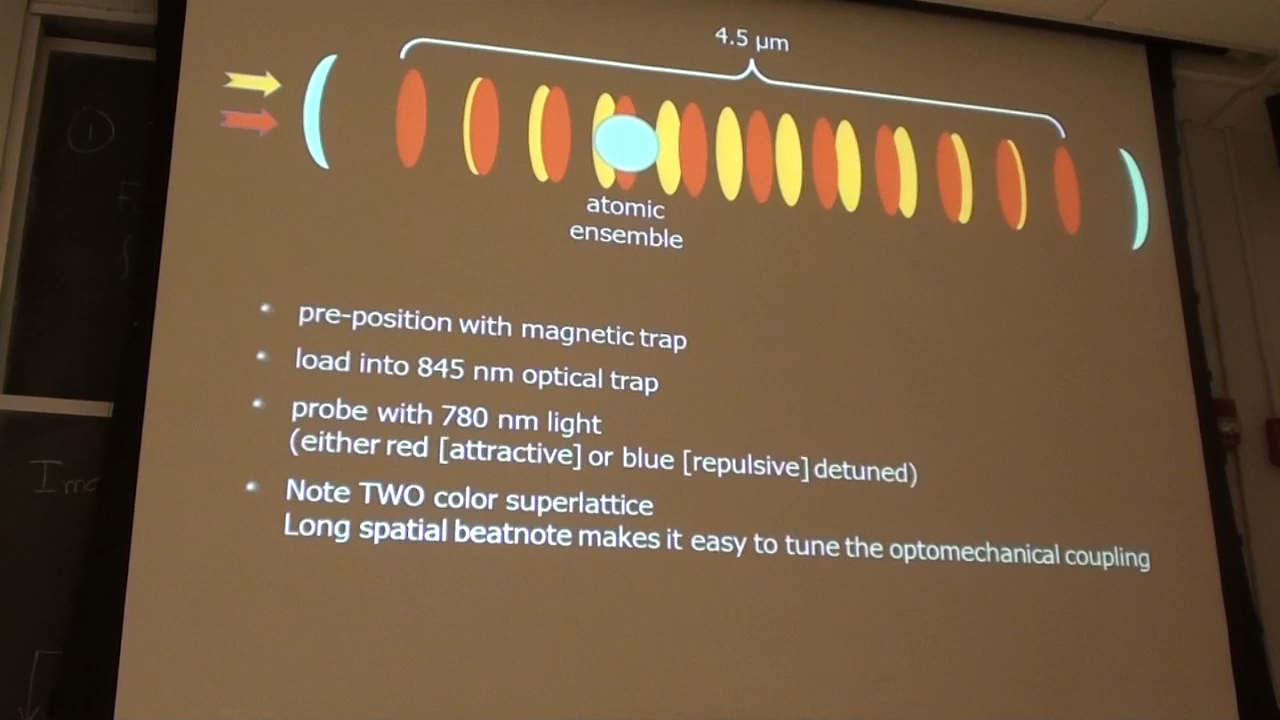 4.5 µm
atomic
ensemble
pre-position with magnetic trap
load into 845 nm optical trap
probe with 780 nm light
(either red [attractive] or blue [repulsive] detuned)
Note TWO color superlattice
Long spatial beatnote makes it easy to tune the optomechanical coupling
1